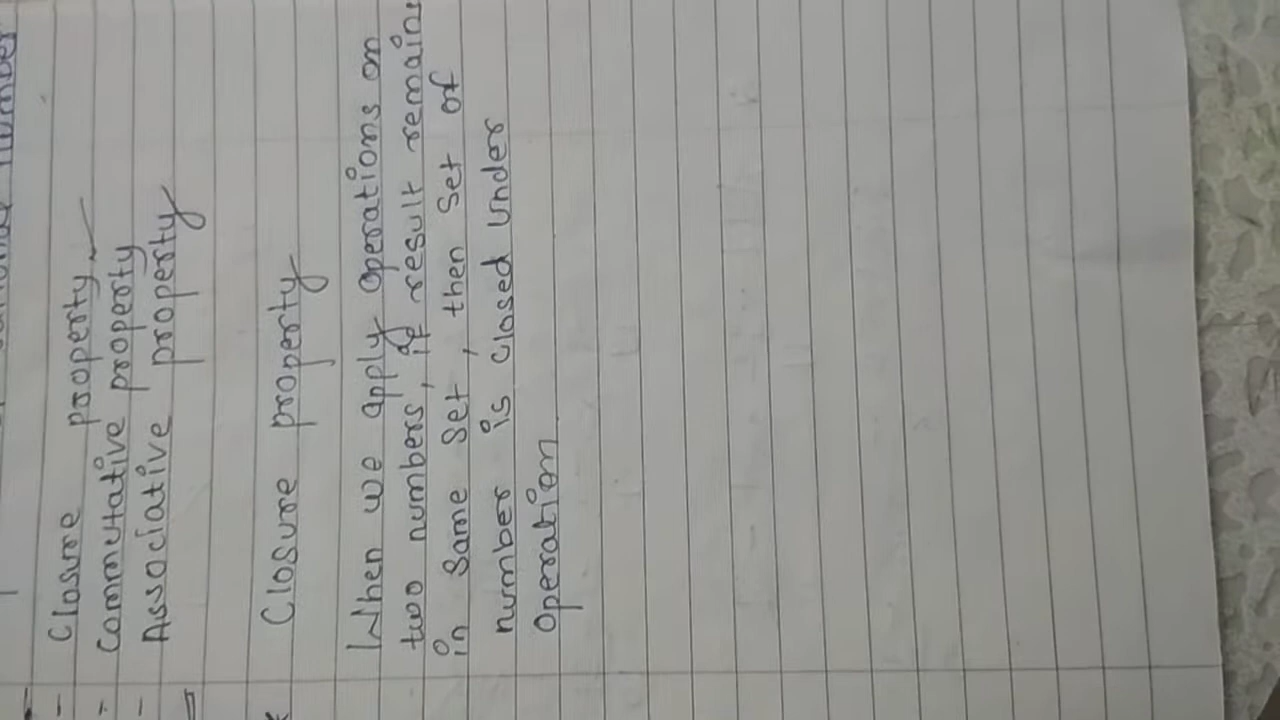 number
- Closure property ✓
- Commutative property
- Associative property
Closure property
When we apply operations on
two numbers, if result remain
in same set, then set of
number is closed under
operation